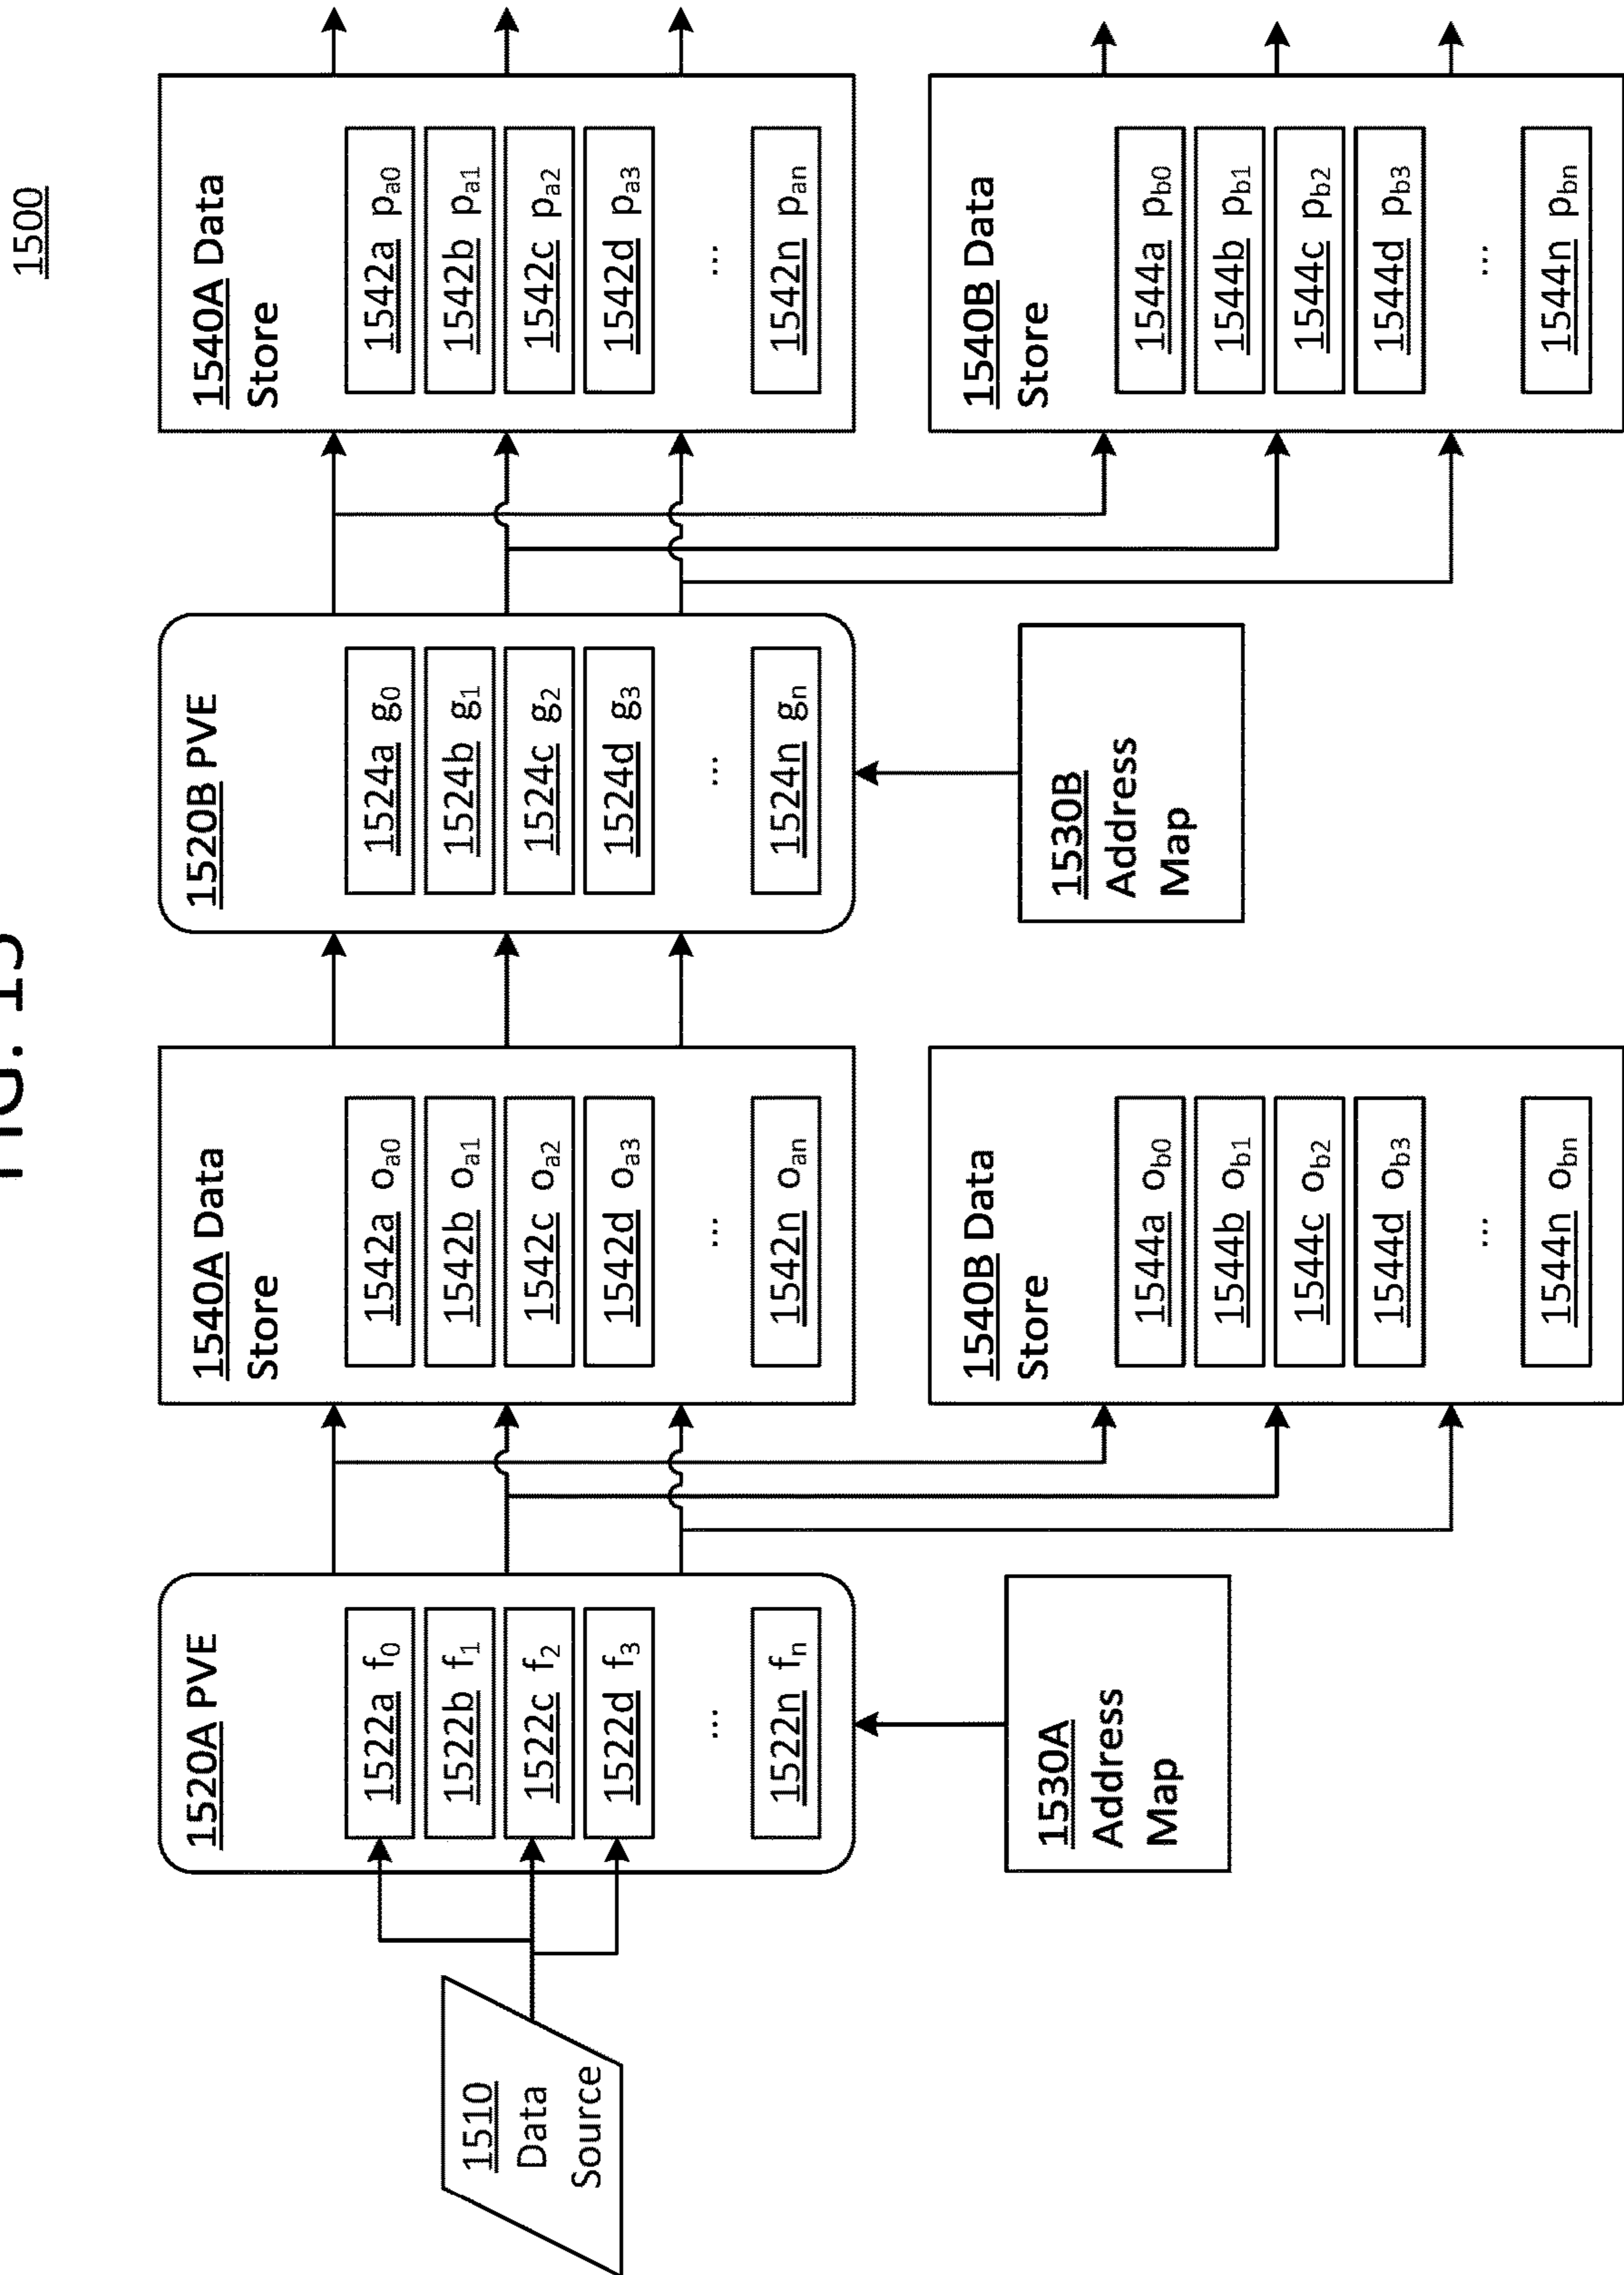 FIG. 15
1500
1510
Data
Source
1520A PVE
1522a f0
1522b f1
1522c f2
1522d f3
...
1522n fn
1530A
Address
Map
1540A Data
Store
1542a oa0
1542b oa1
1542c oa2
1542d oa3
...
1542n oan
1540B Data
Store
1544a ob0
1544b ob1
1544c ob2
1544d ob3
...
1544n obn
1520B PVE
1524a g0
1524b g1
1524c g2
1524d g3
...
1524n gn
1530B
Address
Map
1540A Data
Store
1542a pa0
1542b pa1
1542c pa2
1542d pa3
...
1542n pan
1540B Data
Store
1544a pb0
1544b pb1
1544c pb2
1544d pb3
...
1544n pbn